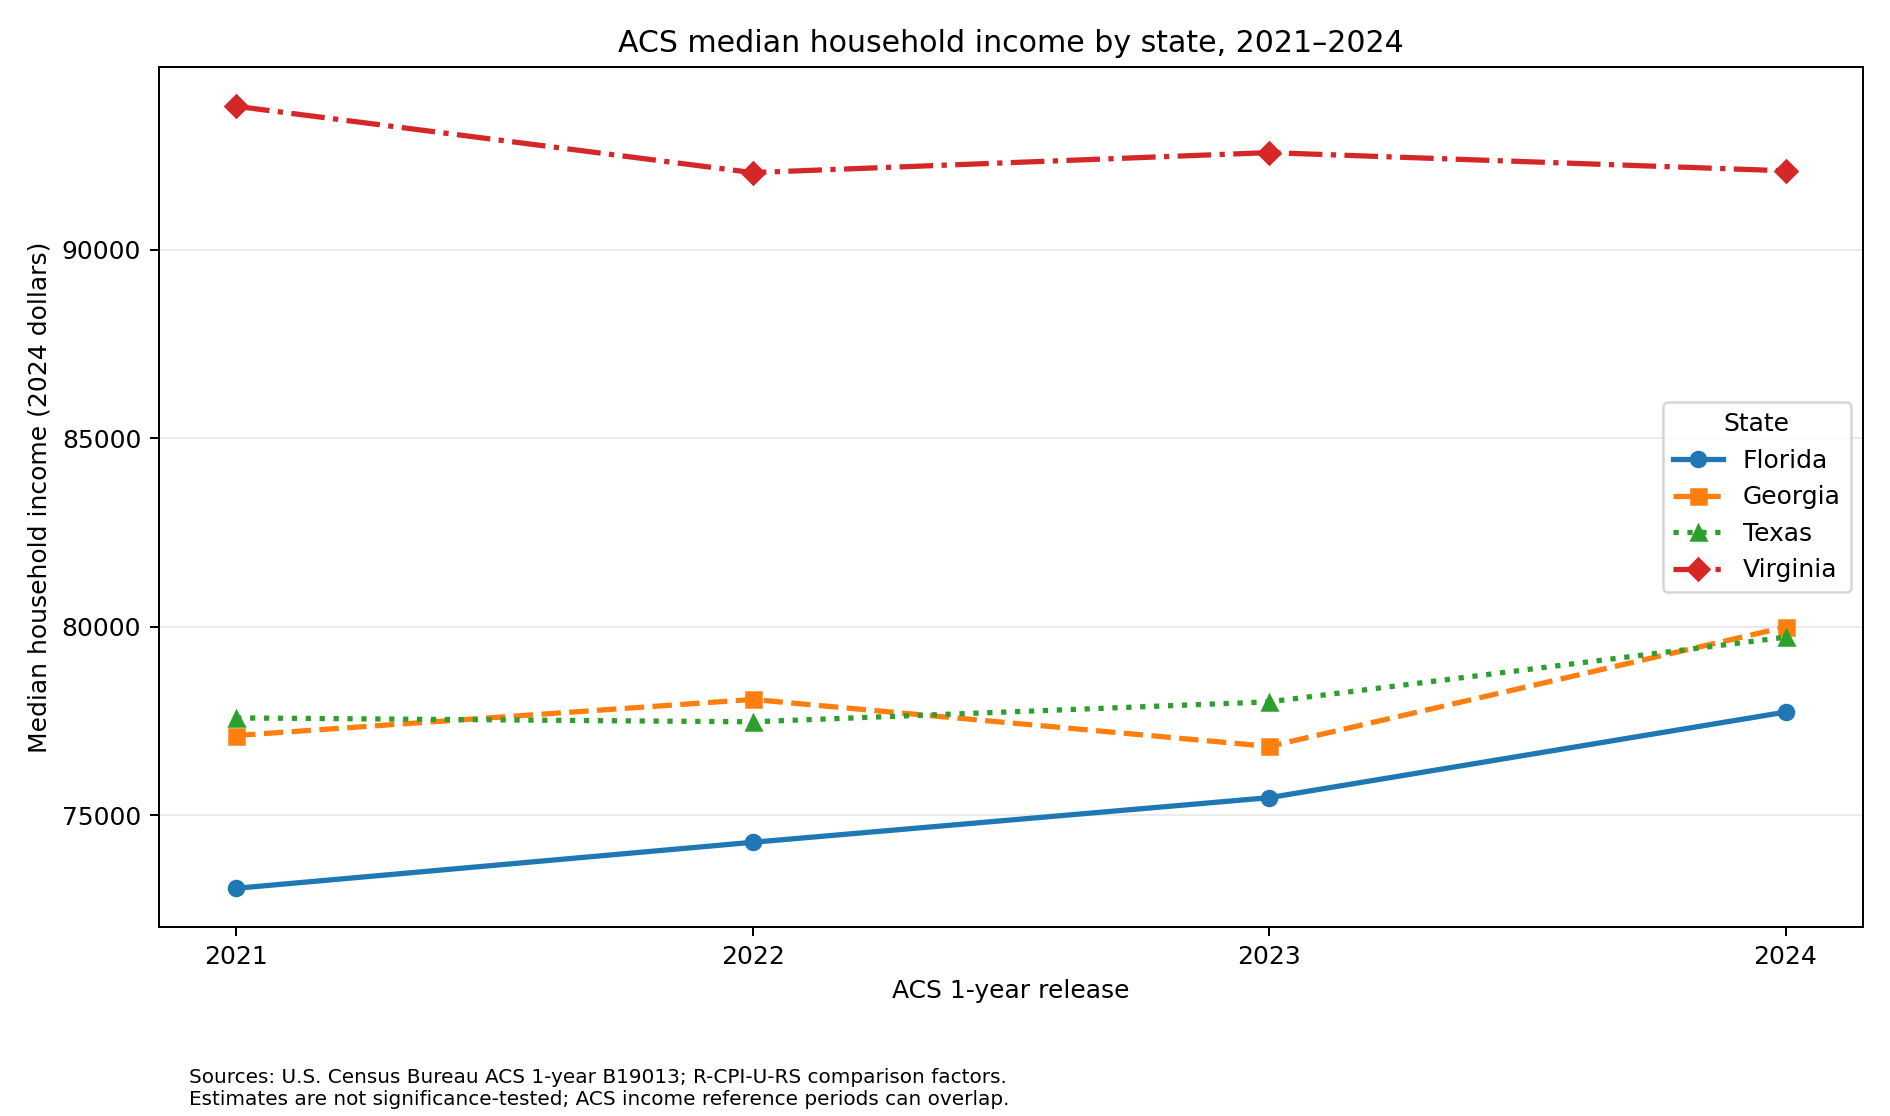 ACS median household income by state, 2021–2024
Median household income (2024 dollars)
90000
85000
80000
75000
State
Florida
Georgia
Texas
Virginia
2021
2022
2023
2024
ACS 1-year release
Sources: U.S. Census Bureau ACS 1-year B19013; R-CPI-U-RS comparison factors.
Estimates are not significance-tested; ACS income reference periods can overlap.